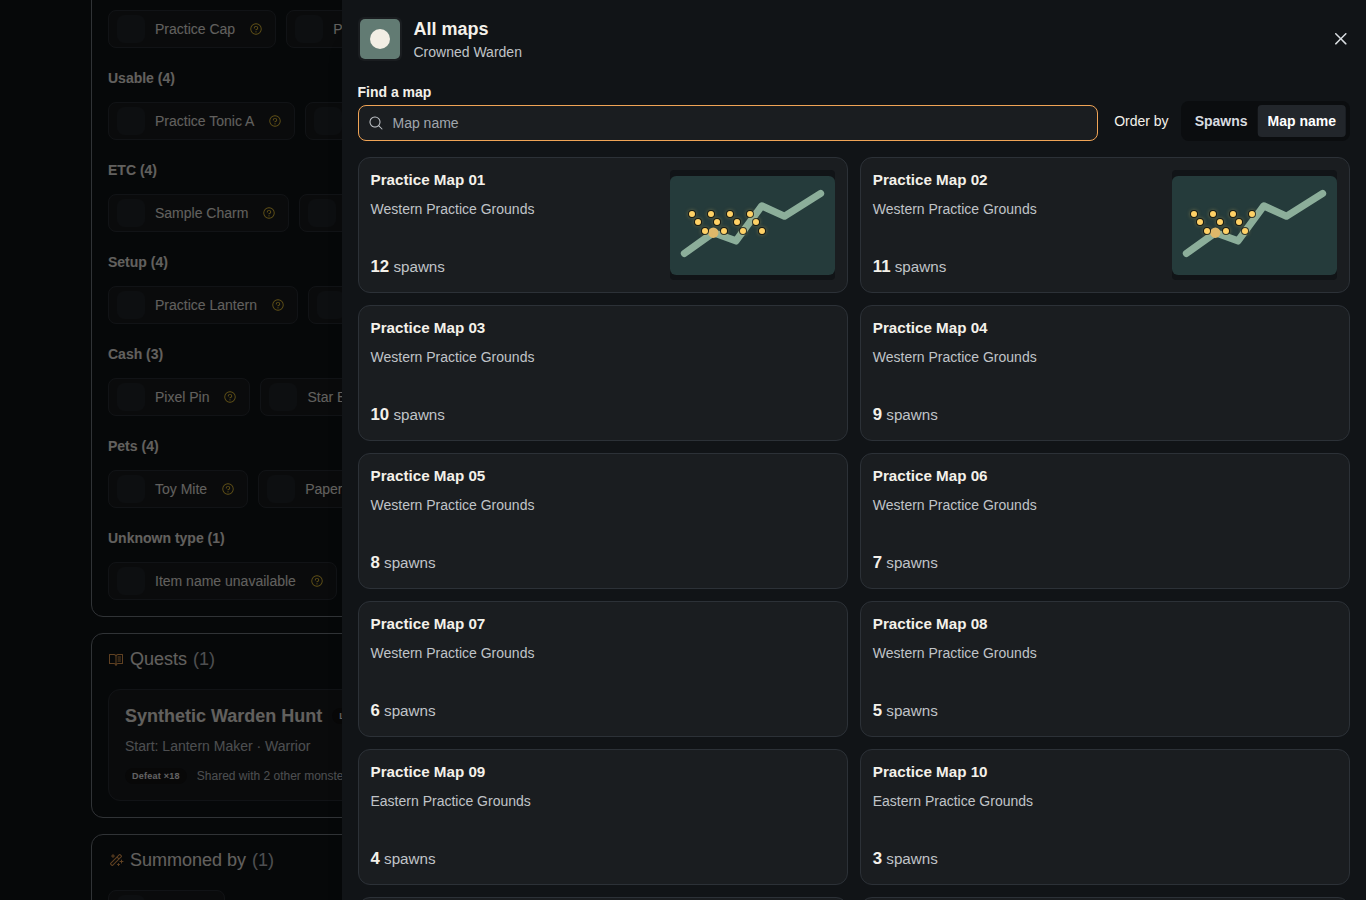 Practice Cap
Usable (4)
Practice Tonic A
ETC (4)
Sample Charm
Setup (4)
Practice Lantern
Cash (3)
Pixel Pin
Star
Pets (4)
Toy Mite
Paper
Unknown type (1)
Item name unavailable
Quests (1)
Synthetic Warden Hunt
Start: Lantern Maker · Warrior
Defeat ×18 Shared with 2 other monste
Summoned by (1)
All maps
Crowned Warden
Find a map
Map name
Order by Spawns Map name
Practice Map 01
Western Practice Grounds
12 spawns
Practice Map 02
Western Practice Grounds
11 spawns
Practice Map 03
Western Practice Grounds
10 spawns
Practice Map 04
Western Practice Grounds
9 spawns
Practice Map 05
Western Practice Grounds
8 spawns
Practice Map 06
Western Practice Grounds
7 spawns
Practice Map 07
Western Practice Grounds
6 spawns
Practice Map 08
Western Practice Grounds
5 spawns
Practice Map 09
Eastern Practice Grounds
4 spawns
Practice Map 10
Eastern Practice Grounds
3 spawns